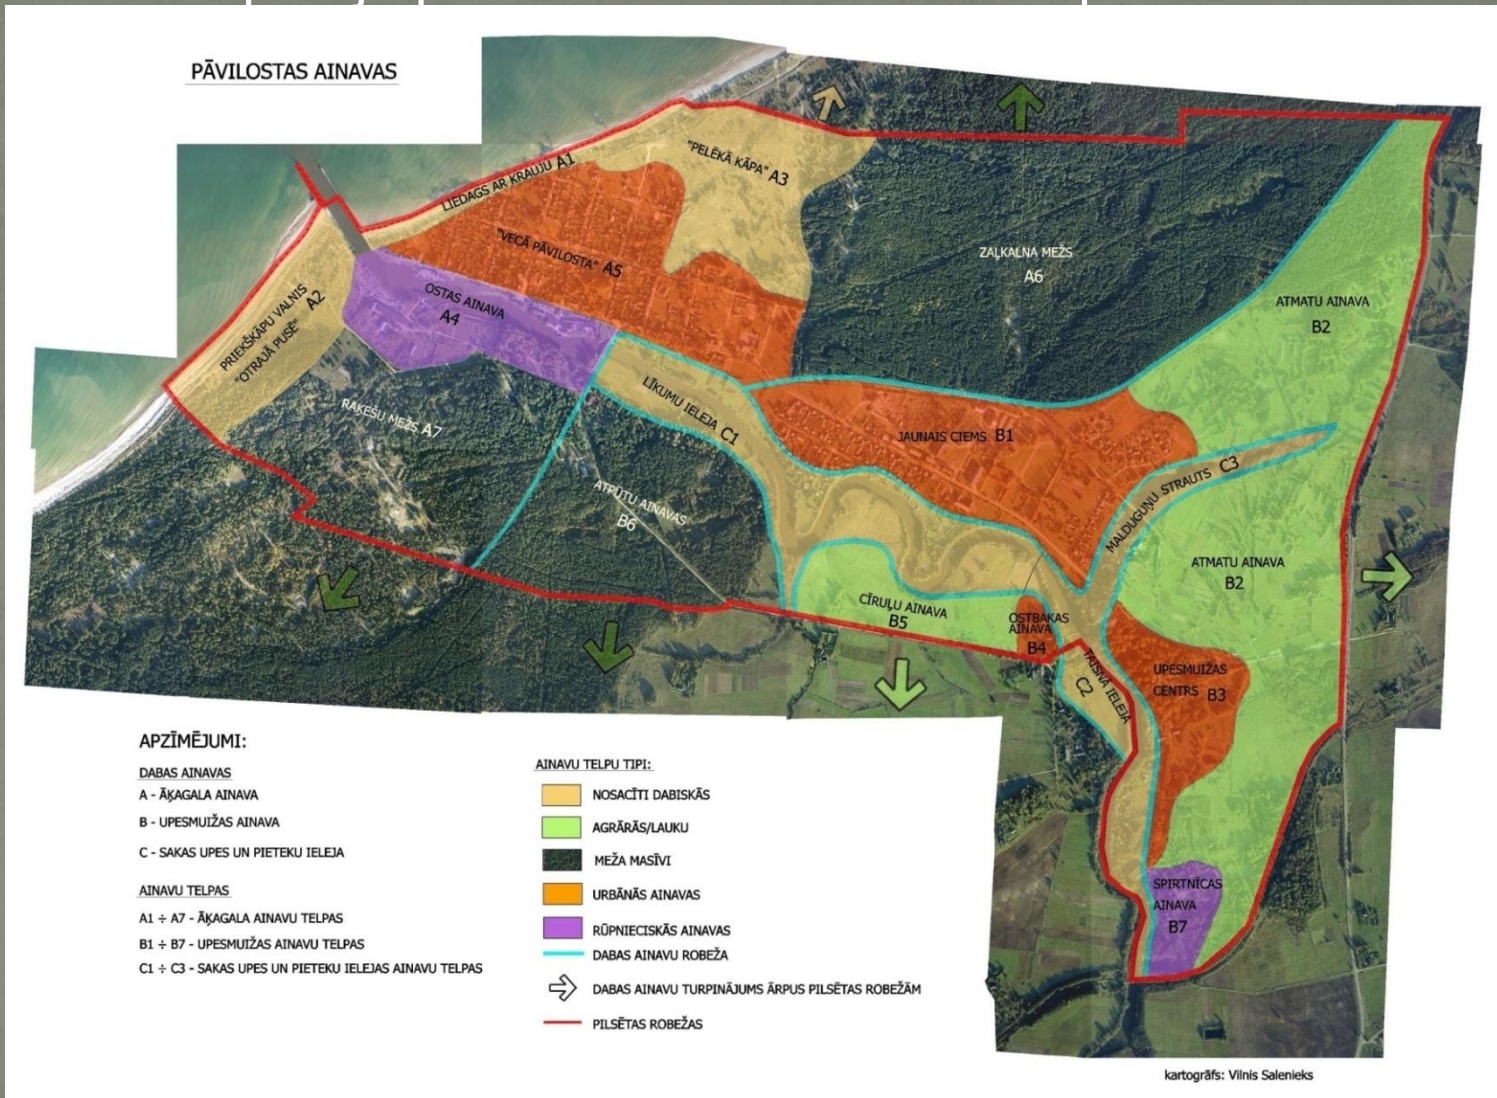 PĀVILOSTAS AINAVAS
LIEDAGS AR KRAUJU A1
"PELĒKĀ KĀPA" A3
"VECĀ PĀVILOSTA" A5
ZAĻKALNA MEŽS
A6
OSTAS AINAVA
A4
PRIEKŠKĀPU VALNIS
"OTRAJĀ PUSĒ" A2
ATMATU AINAVA
B2
RAĶEŠU MEŽS A7
LĪKUMU IELEJA C1
JAUNAIS CIEMS B1
MALDUGUŅU STRAUTS C3
ATPŪTU AINAVAS
B6
ATMATU AINAVA
B2
CĪRUĻU AINAVA
B5
OSTBAKAS
AINAVA
B4
TAISNĀ IELEJA
C2
UPESMUIŽAS
CENTRS B3
SPIRTNĪCAS
AINAVA
B7
APZĪMĒJUMI:
DABAS AINAVAS
A - ĀĶAGALA AINAVA
B - UPESMUIŽAS AINAVA
C - SAKAS UPES UN PIETEKU IELEJA
AINAVU TELPAS
A1 ÷ A7 - ĀĶAGALA AINAVU TELPAS
B1 ÷ B7 - UPESMUIŽAS AINAVU TELPAS
C1 ÷ C3 - SAKAS UPES UN PIETEKU IELEJAS AINAVU TELPAS
AINAVU TELPU TIPI:
NOSACĪTI DABISKĀS
AGRĀRĀS/LAUKU
MEŽA MASĪVI
URBĀNĀS AINAVAS
RŪPNIECISKĀS AINAVAS
DABAS AINAVU ROBEŽA
DABAS AINAVU TURPINĀJUMS ĀRPUS PILSĒTAS ROBEŽĀM
PILSĒTAS ROBEŽAS
kartogrāfs: Vilnis Salenieks